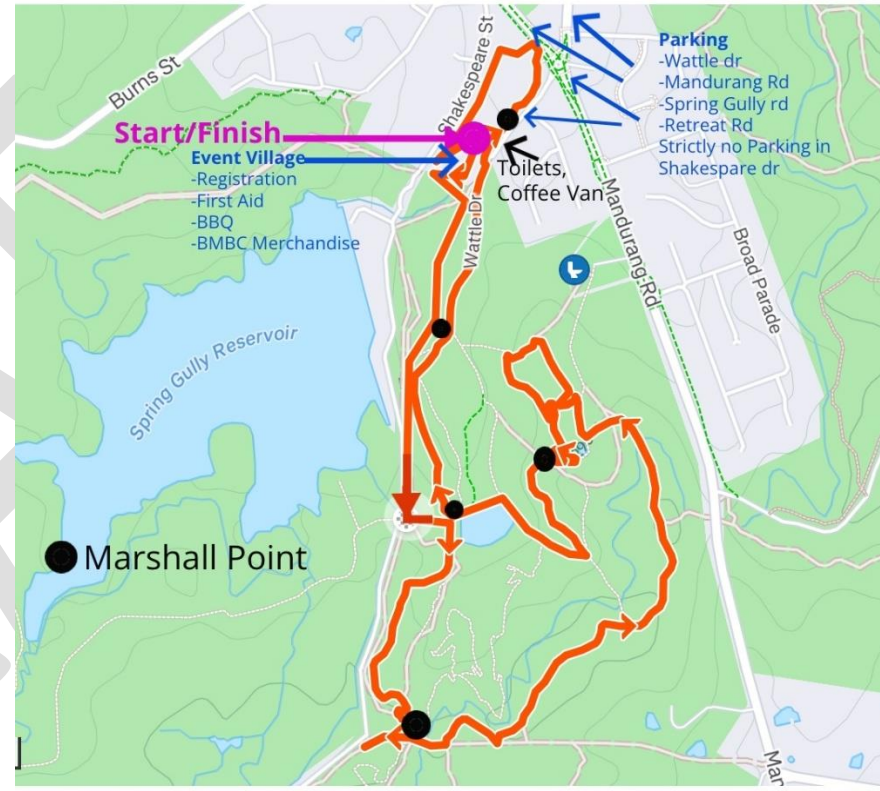 Burns St
Shakespeare St
Parking
-Wattle dr
-Mandurang Rd
-Spring Gully rd
-Retreat Rd
Strictly no Parking in
Shakespare dr
Start/Finish
Event Village
-Registration
-First Aid
-BBQ
-BMBC Merchandise
Toilets,
Coffee Van
Wattle Dr
Mandurang Rd
Broad Parade
Spring Gully Reservoir
Marshall Point
Man